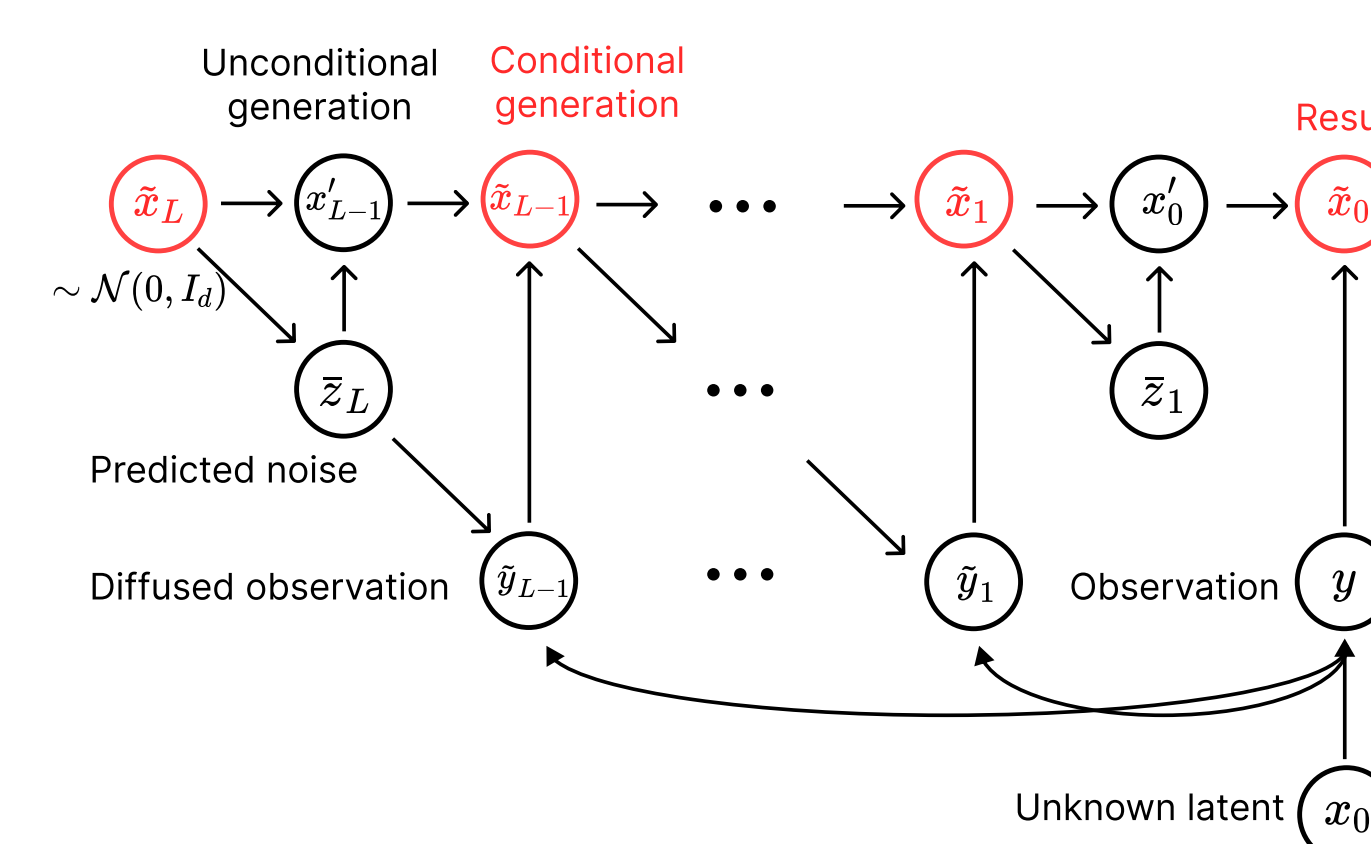 Unconditional
generation
Conditional
generation
Resu
x̃_L
x′_{L−1}
x̃_{L−1}
...
x̃_1
x′_0
x̃_0
∼ 𝒩(0, I_d)
z̄_L
...
z̄_1
Predicted noise
Diffused observation
ỹ_{L−1}
...
ỹ_1
Observation
y
Unknown latent
x_0